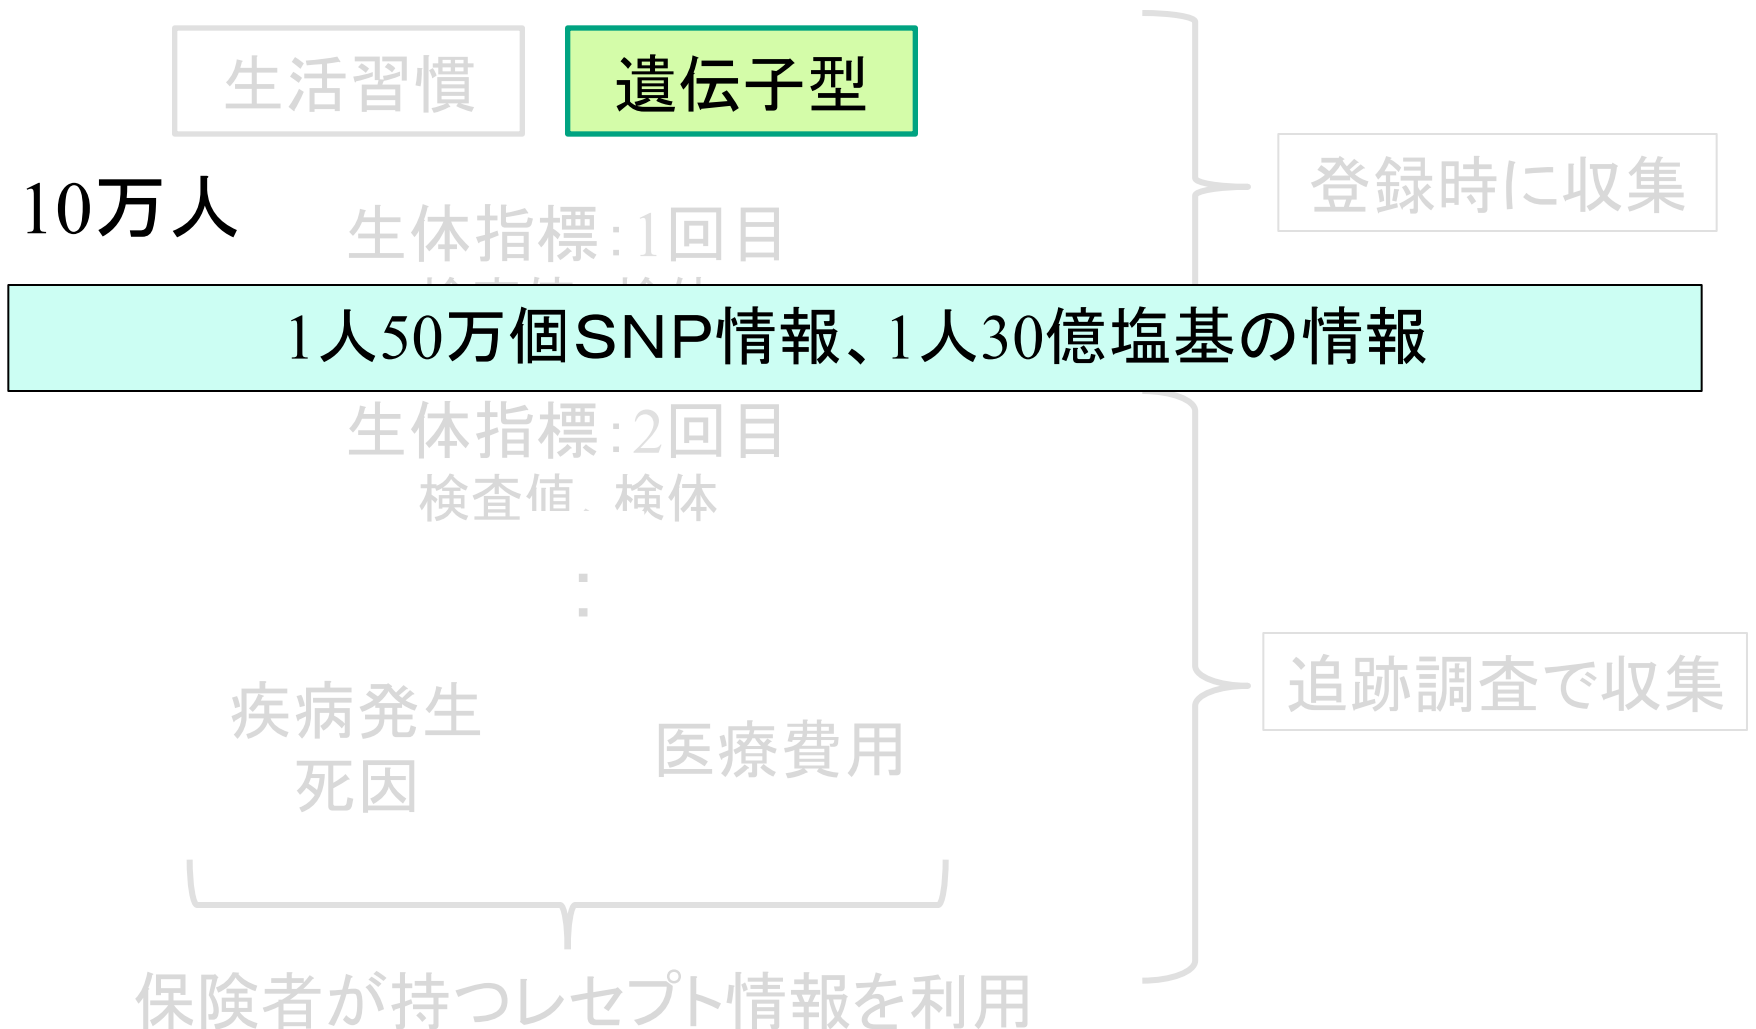 生活習慣
遺伝子型
10万人
登録時に収集
生体指標：1回目
1人50万個ＳＮＰ情報、1人30億塩基の情報
生体指標：2回目
検査値、検体
：
疾病発生
死因
医療費用
追跡調査で収集
保険者が持つレセプト情報を利用